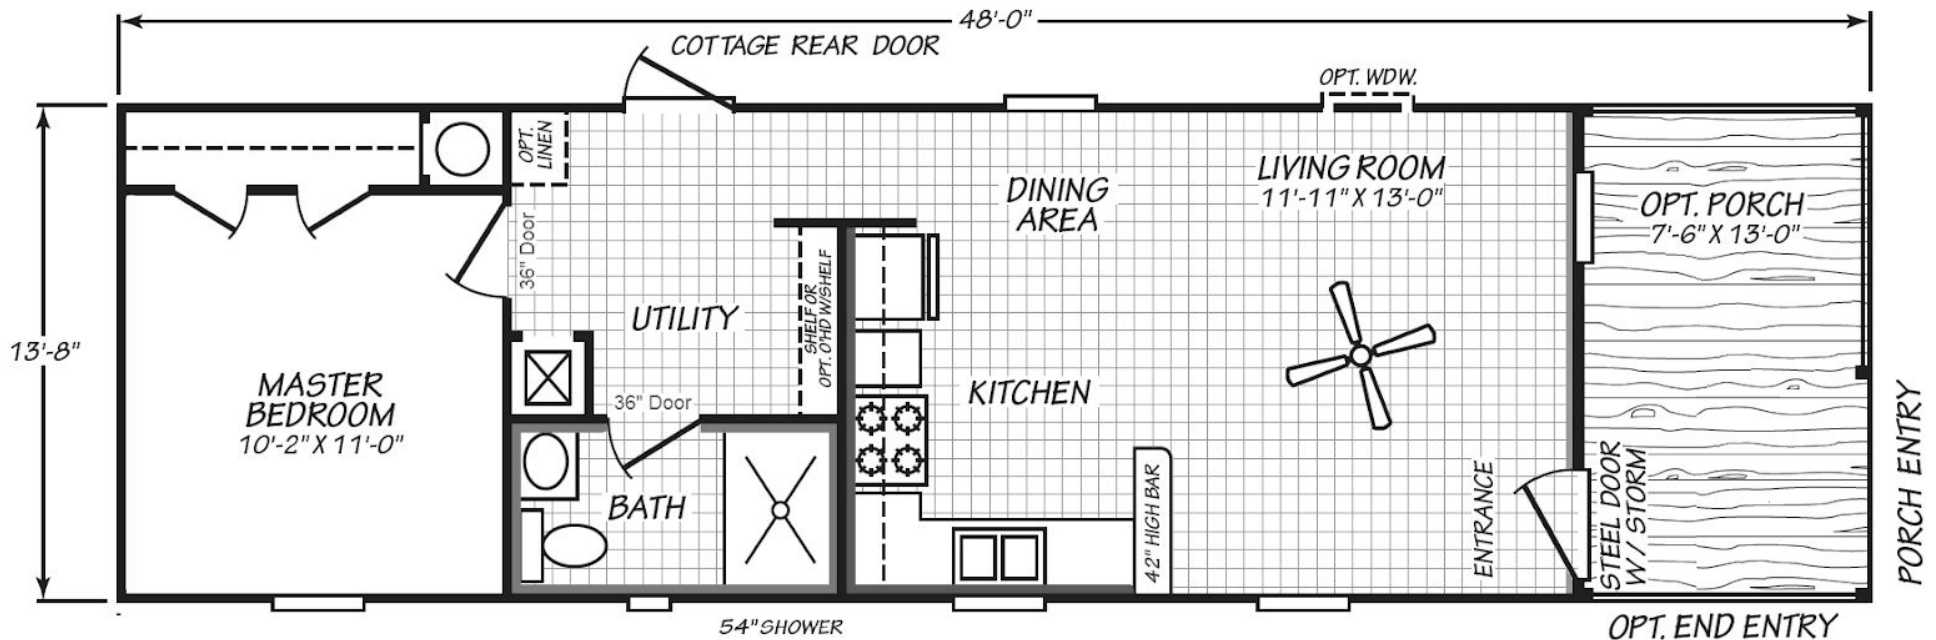 48'-0"
COTTAGE REAR DOOR
OPT. WDW.
OPT.
LINEN
LIVING ROOM
11'-11" X 13'-0"
DINING
AREA
OPT. PORCH
7'-6" X 13'-0"
36" Door
UTILITY
SHELF OR
OPT. O'HD W/SHELF
13'-8"
MASTER
BEDROOM
10'-2" X 11'-0"
KITCHEN
36" Door
BATH
42" HIGH BAR
ENTRANCE
STEEL DOOR
W/ STORM
PORCH ENTRY
54" SHOWER
OPT. END ENTRY